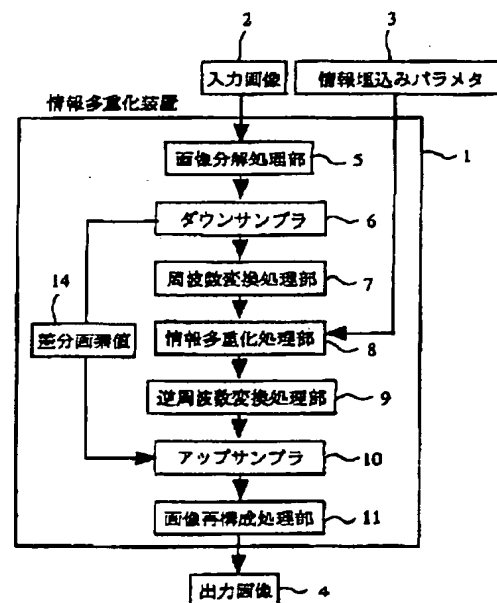 2
3
入力画像
情報埋込みパラメタ
情報多重化装置
1
画像分解処理部
5
ダウンサンプラ
6
周波数変換処理部
7
14
差分画素値
情報多重化処理部
8
逆周波数変換処理部
9
アップサンプラ
10
画像再構成処理部
11
出力画像
4